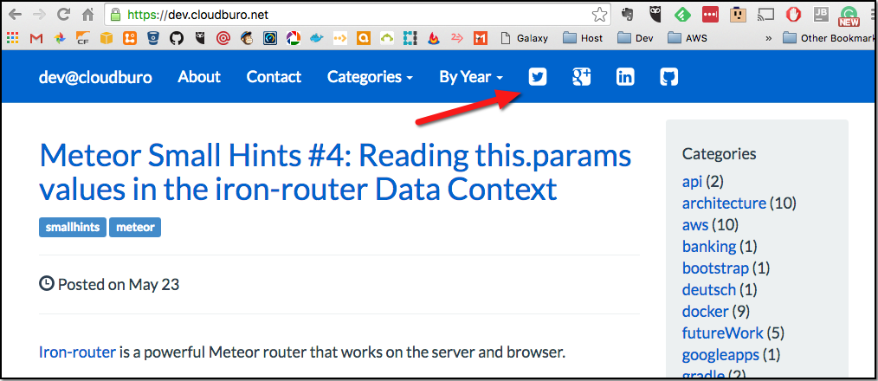 https://dev.cloudburo.net
Galaxy Host Dev AWS » Other Bookmark
NEW
dev@cloudburo About Contact Categories By Year
Meteor Small Hints #4: Reading this.params
values in the iron-router Data Context
smallhints meteor
Posted on May 23
Iron-router is a powerful Meteor router that works on the server and browser.
Categories
api (2)
architecture (10)
aws (10)
banking (1)
bootstrap (1)
deutsch (1)
docker (9)
futureWork (5)
googleapps (1)
gradle (2)